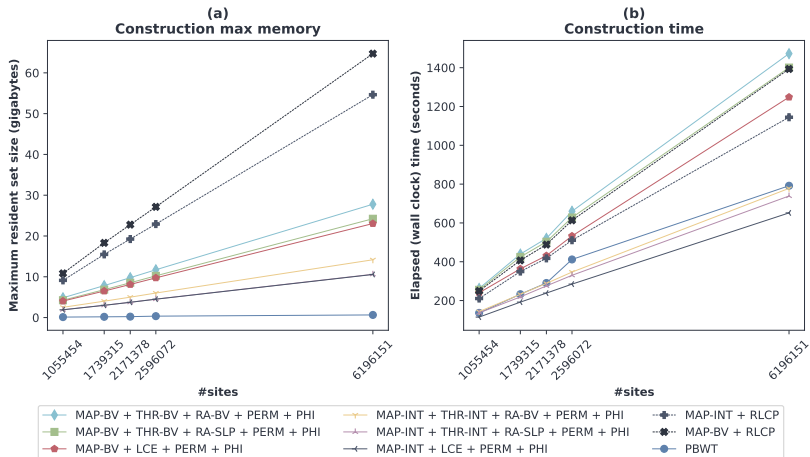 (a)
Construction max memory
Maximum resident set size (gigabytes)
60
50
40
30
20
10
0
1055454
1739315
2171378
2596072
6196151
#sites
(b)
Construction time
Elapsed (wall clock) time (seconds)
1400
1200
1000
800
600
400
200
1055454
1739315
2171378
2596072
6196151
#sites
MAP-BV + THR-BV + RA-BV + PERM + PHI
MAP-BV + THR-BV + RA-SLP + PERM + PHI
MAP-BV + LCE + PERM + PHI
MAP-INT + THR-INT + RA-BV + PERM + PHI
MAP-INT + THR-INT + RA-SLP + PERM + PHI
MAP-INT + LCE + PERM + PHI
MAP-INT + RLCP
MAP-BV + RLCP
PBWT